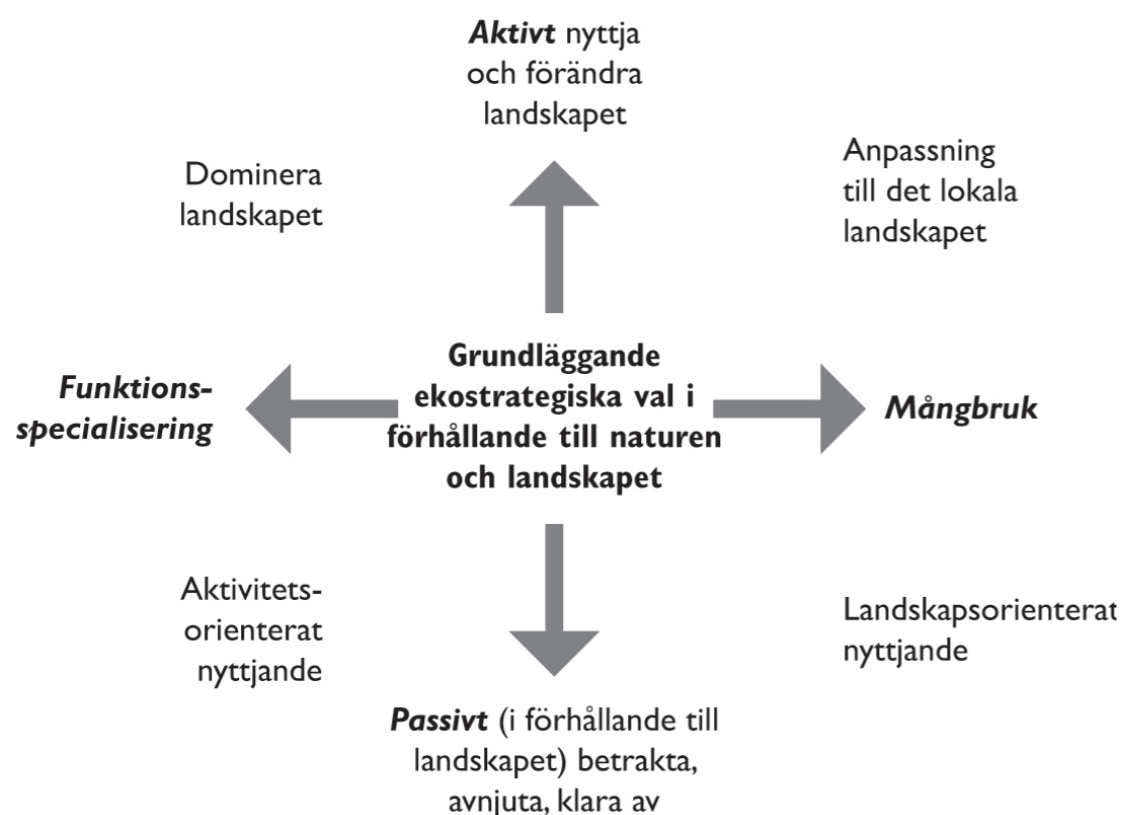 Aktivt nyttja
och förändra
landskapet
Dominera
landskapet
Anpassning
till det lokala
landskapet
Funktions-
specialisering
Grundläggande
ekostrategiska val i
förhållande till naturen
och landskapet
Mångbruk
Aktivitets-
orienterat
nyttjande
Landskapsorienterat
nyttjande
Passivt (i förhållande till
landskapet) betrakta,
avnjuta, klara av